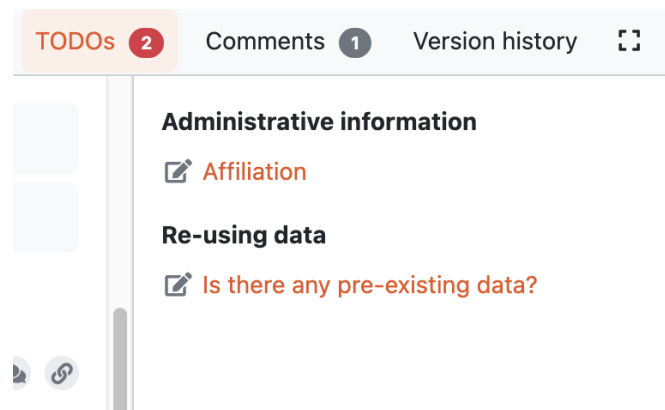 TODOs 2 Comments 1 Version history
Administrative information
Affiliation
Re-using data
Is there any pre-existing data?